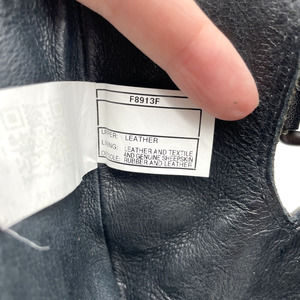 F8913F
UPPER: LEATHER
LINING: LEATHER AND TEXTILE
AND GENUINE SHEEPSKIN
OUTSOLE: RUBBER AND LEATHER